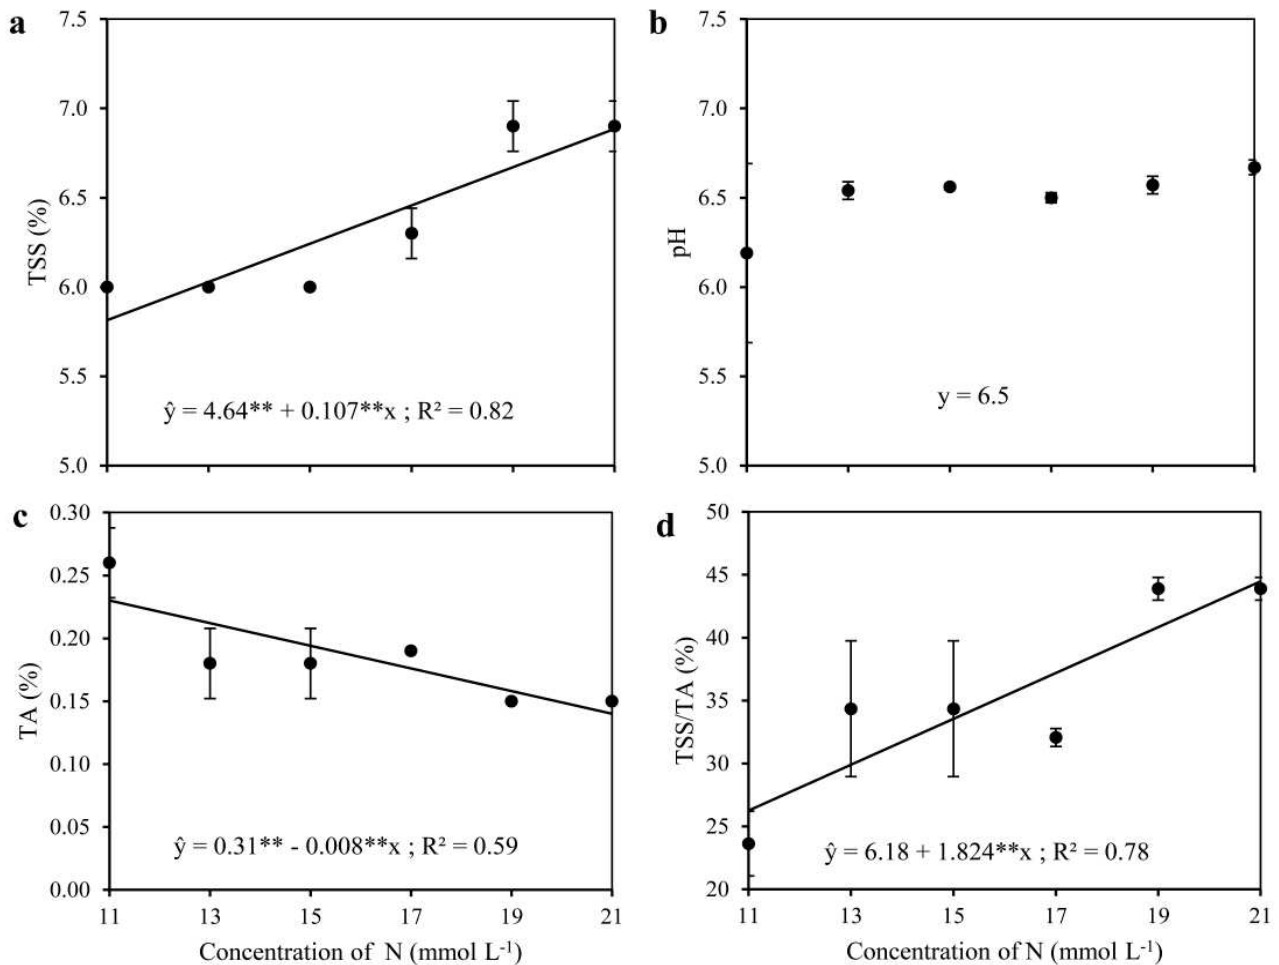 a
7.5
7.0
6.5
6.0
5.5
5.0
TSS (%)
ŷ = 4.64** + 0.107**x ; R² = 0.82
b
7.5
7.0
6.5
6.0
5.5
5.0
pH
y = 6.5
c
0.30
0.25
0.20
0.15
0.10
0.05
0.00
TA (%)
ŷ = 0.31** - 0.008**x ; R² = 0.59
11 13 15 17 19 21
Concentration of N (mmol L⁻¹)
d
50
45
40
35
30
25
20
TSS/TA (%)
ŷ = 6.18 + 1.824**x ; R² = 0.78
11 13 15 17 19 21
Concentration of N (mmol L⁻¹)